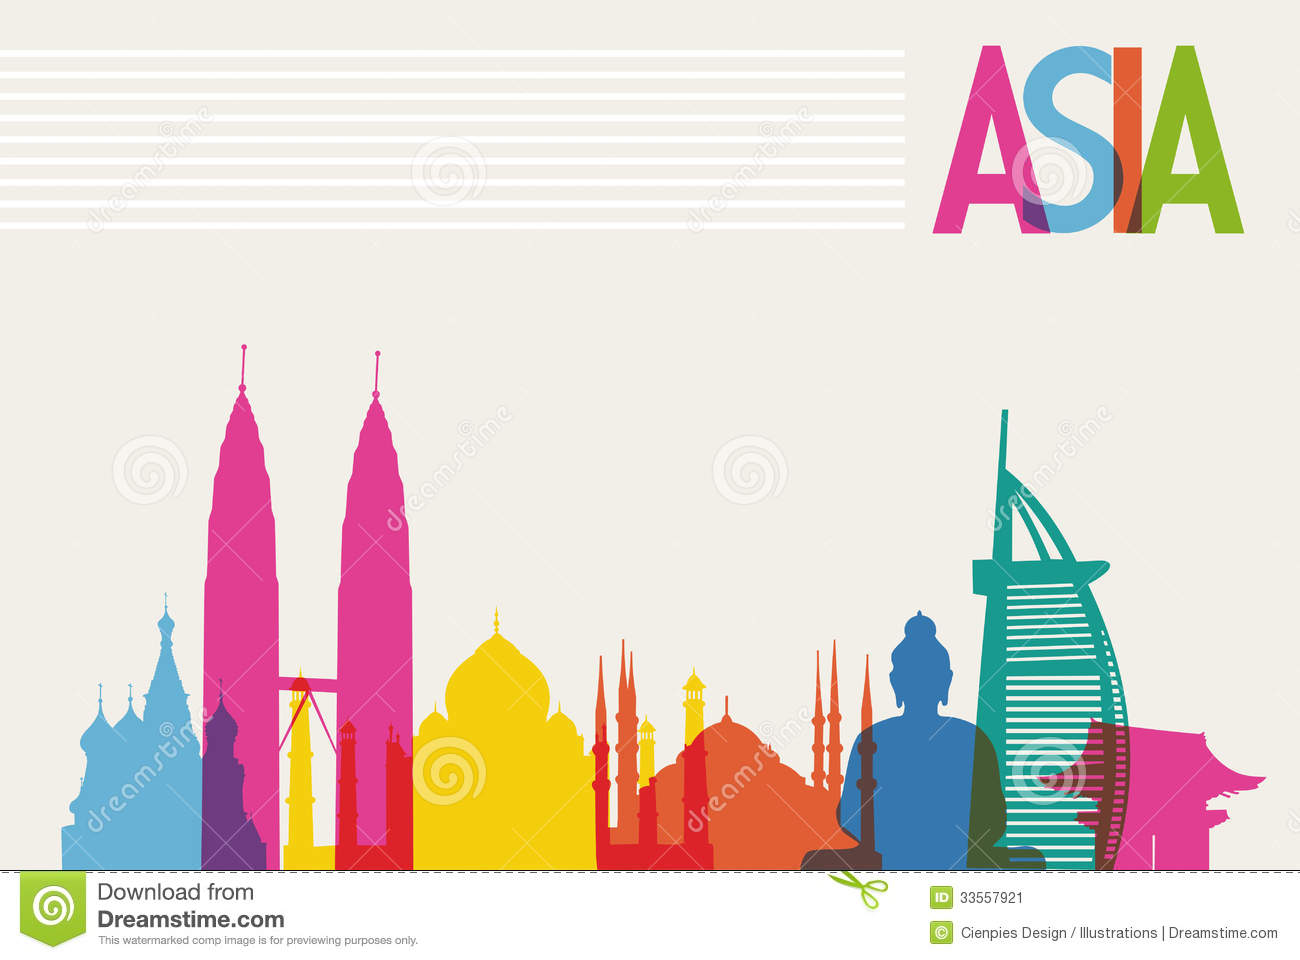 ASIA
dreamstime
Download from
Dreamstime.com
This watermarked comp image is for previewing purposes only.
ID 33557921
© Cienpies Design / Illustrations | Dreamstime.com